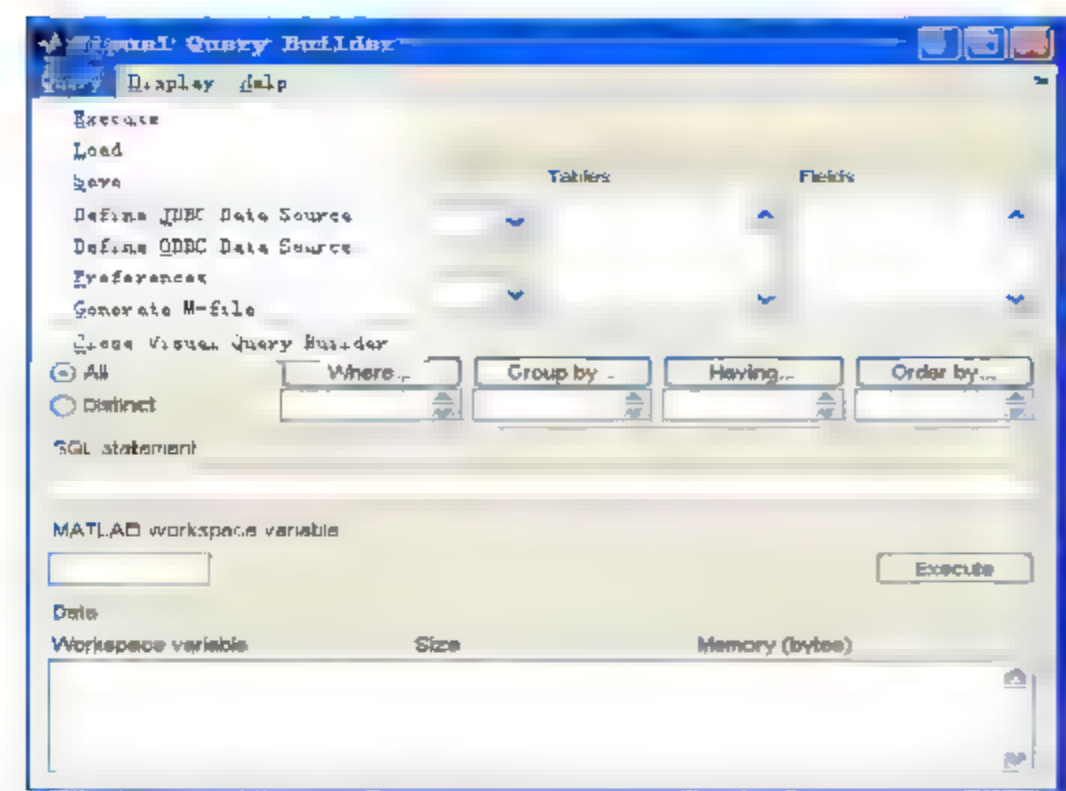 Visual Query Builder
Query Display Help
Execute
Load
Save
Tables Fields
Define JDBC Data Source
Define ODBC Data Source
Preferences
Generate M-file
Close Visual Query Builder
All Where... Group by ... Having... Order by...
Distinct
SQL statement
MATLAB workspace variable
Execute
Data
Workspace variable Size Memory (bytes)